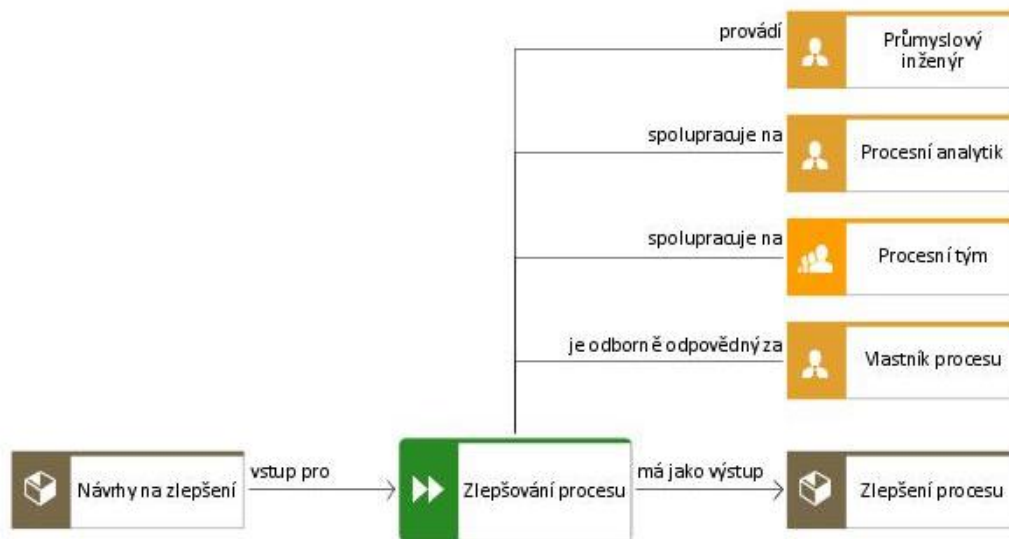 provádí
Průmyslový
inženýr
spolupracuje na
Procesní analytik
spolupracuje na
Procesní tým
je odborně odpovědný za
Vlastník procesu
Návrhy na zlepšení
vstup pro
Zlepšování procesu
má jako výstup
Zlepšení procesu